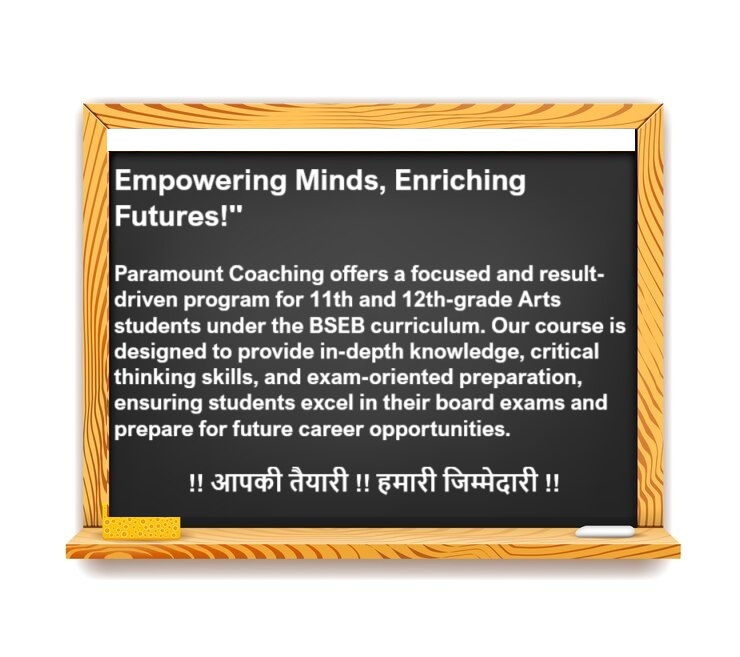 Empowering Minds, Enriching
Futures!"
Paramount Coaching offers a focused and result-
driven program for 11th and 12th-grade Arts
students under the BSEB curriculum. Our course is
designed to provide in-depth knowledge, critical
thinking skills, and exam-oriented preparation,
ensuring students excel in their board exams and
prepare for future career opportunities.
!! आपकी तैयारी !! हमारी जिम्मेदारी !!